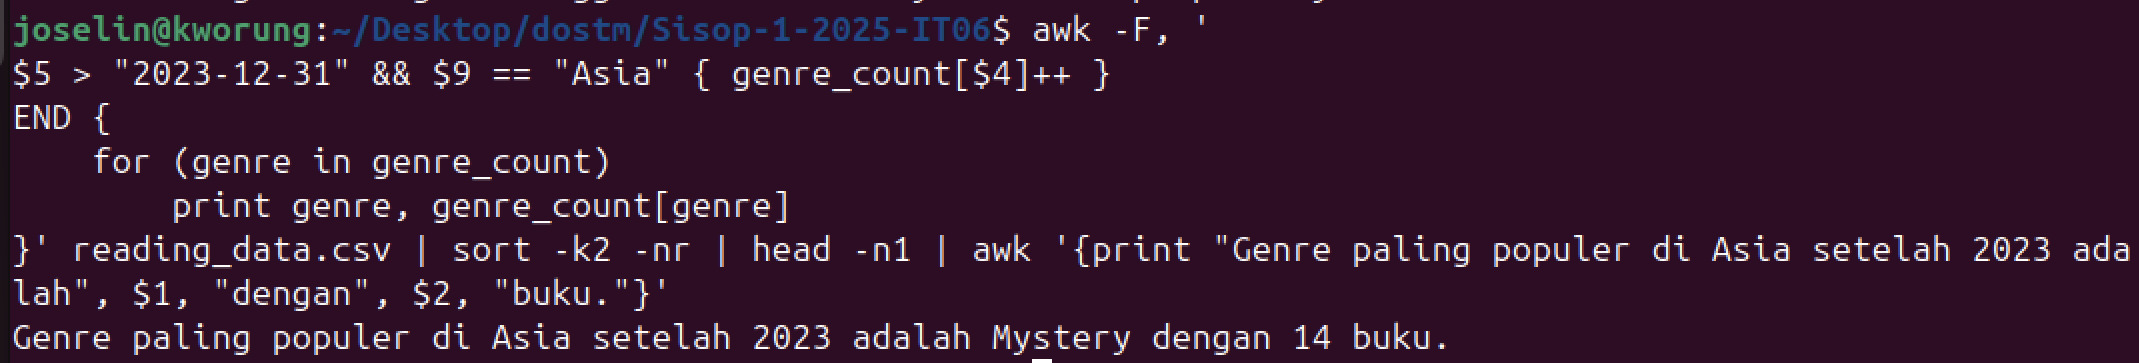 joselin@kworung:~/Desktop/dostm/Sisop-1-2025-IT06$ awk -F, '
$5 > "2023-12-31" && $9 == "Asia" { genre_count[$4]++ }
END {
    for (genre in genre_count)
        print genre, genre_count[genre]
}' reading_data.csv | sort -k2 -nr | head -n1 | awk '{print "Genre paling populer di Asia setelah 2023 ada
lah", $1, "dengan", $2, "buku."}'
Genre paling populer di Asia setelah 2023 adalah Mystery dengan 14 buku.